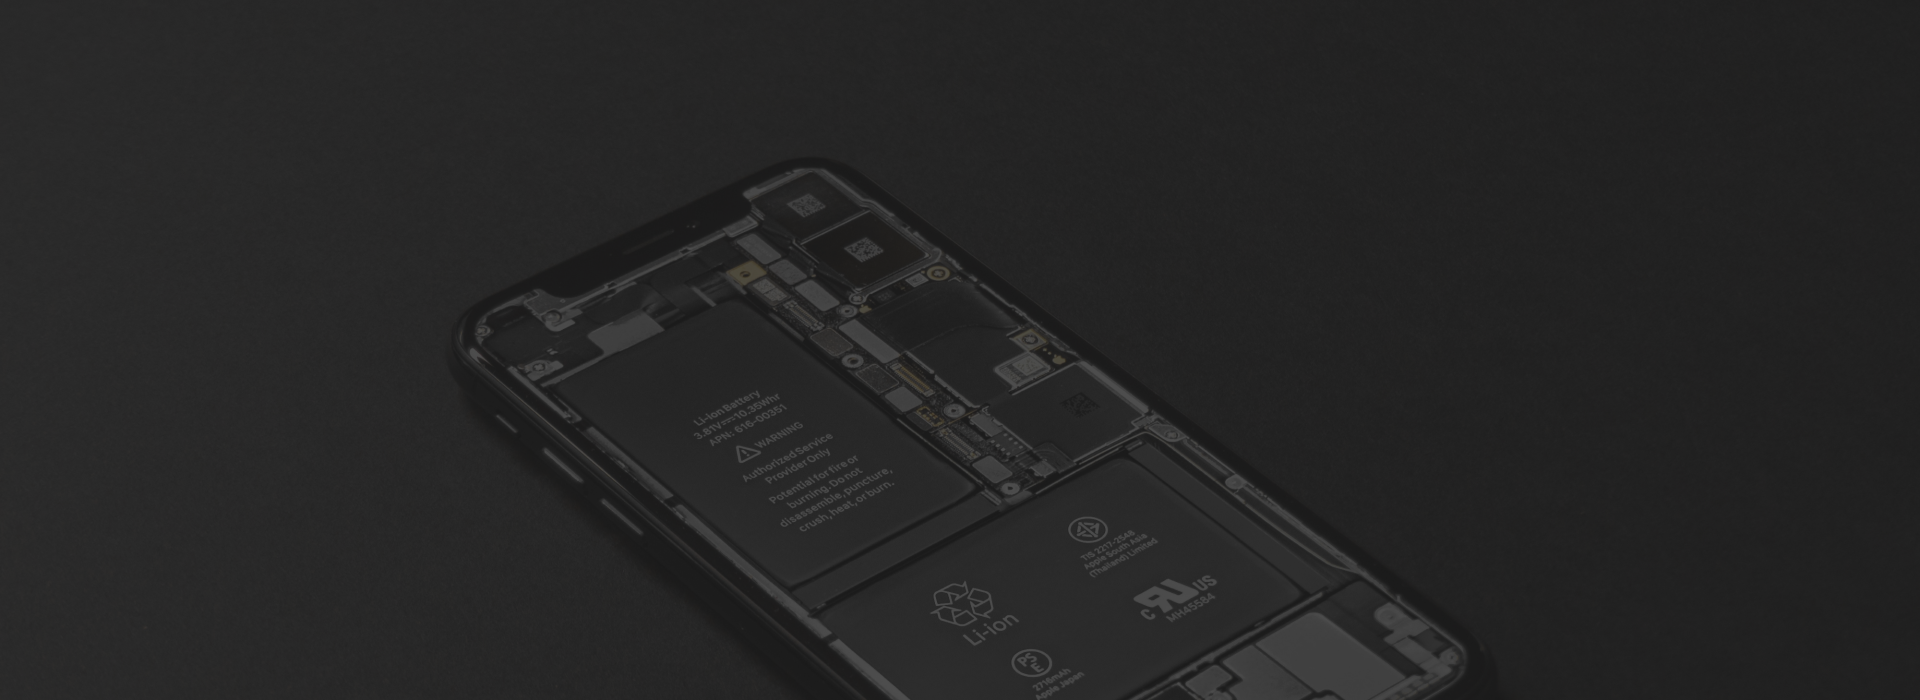 Li-Ion Battery
3.81V⎓10.35Whr
APN: 616-00351
WARNING
Authorized Service
Provider Only
Potential for fire or
burning. Do not
disassemble, puncture,
crush, heat, or burn.
TIS 2217-2548
Apple South Asia
(Thailand) Limited
C RU US
MH45584
Li-ion
PS
E
2716mAh
Apple Japan